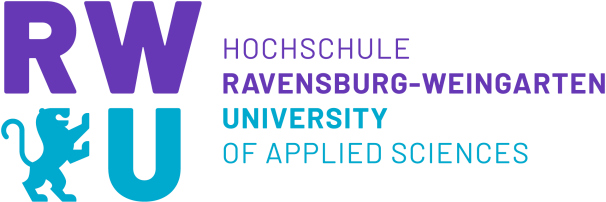 RW
U
HOCHSCHULE
RAVENSBURG-WEINGARTEN
UNIVERSITY
OF APPLIED SCIENCES